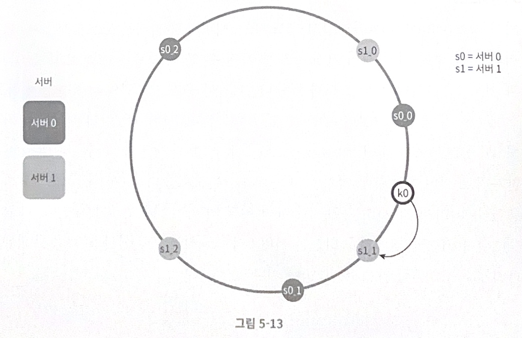 s0_2
s1_0
s0 = 서버 0
s1 = 서버 1
서버
s0_0
서버 0
서버 1
k0
s1_2
s1_1
s0_1
그림 5-13